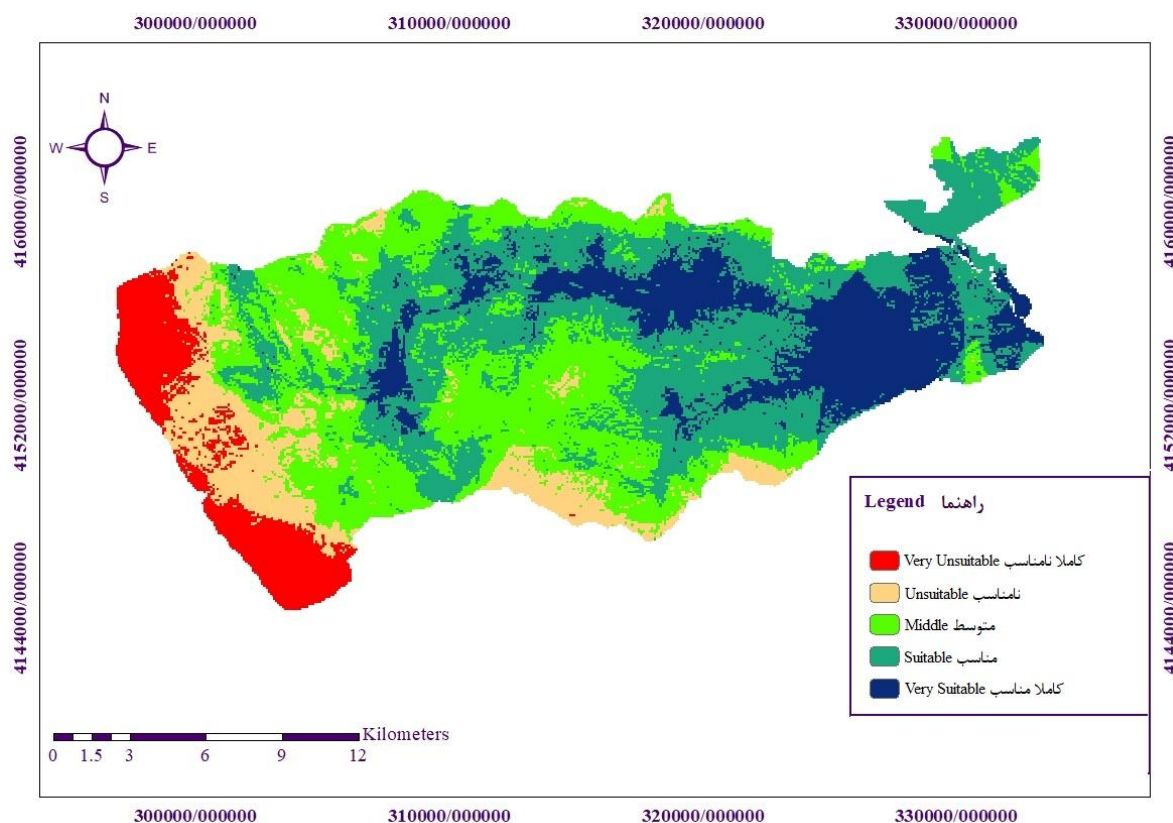 300000/000000 310000/000000 320000/000000 330000/000000
N
W E
S
4160000/000000
4152000/000000
4144000/000000
4160000/000000
4152000/000000
4144000/000000
Legend راهنما
Very Unsuitable کاملا نامناسب
Unsuitable نامناسب
Middle متوسط
Suitable مناسب
Very Suitable کاملا مناسب
Kilometers
0 1.5 3 6 9 12
300000/000000 310000/000000 320000/000000 330000/000000